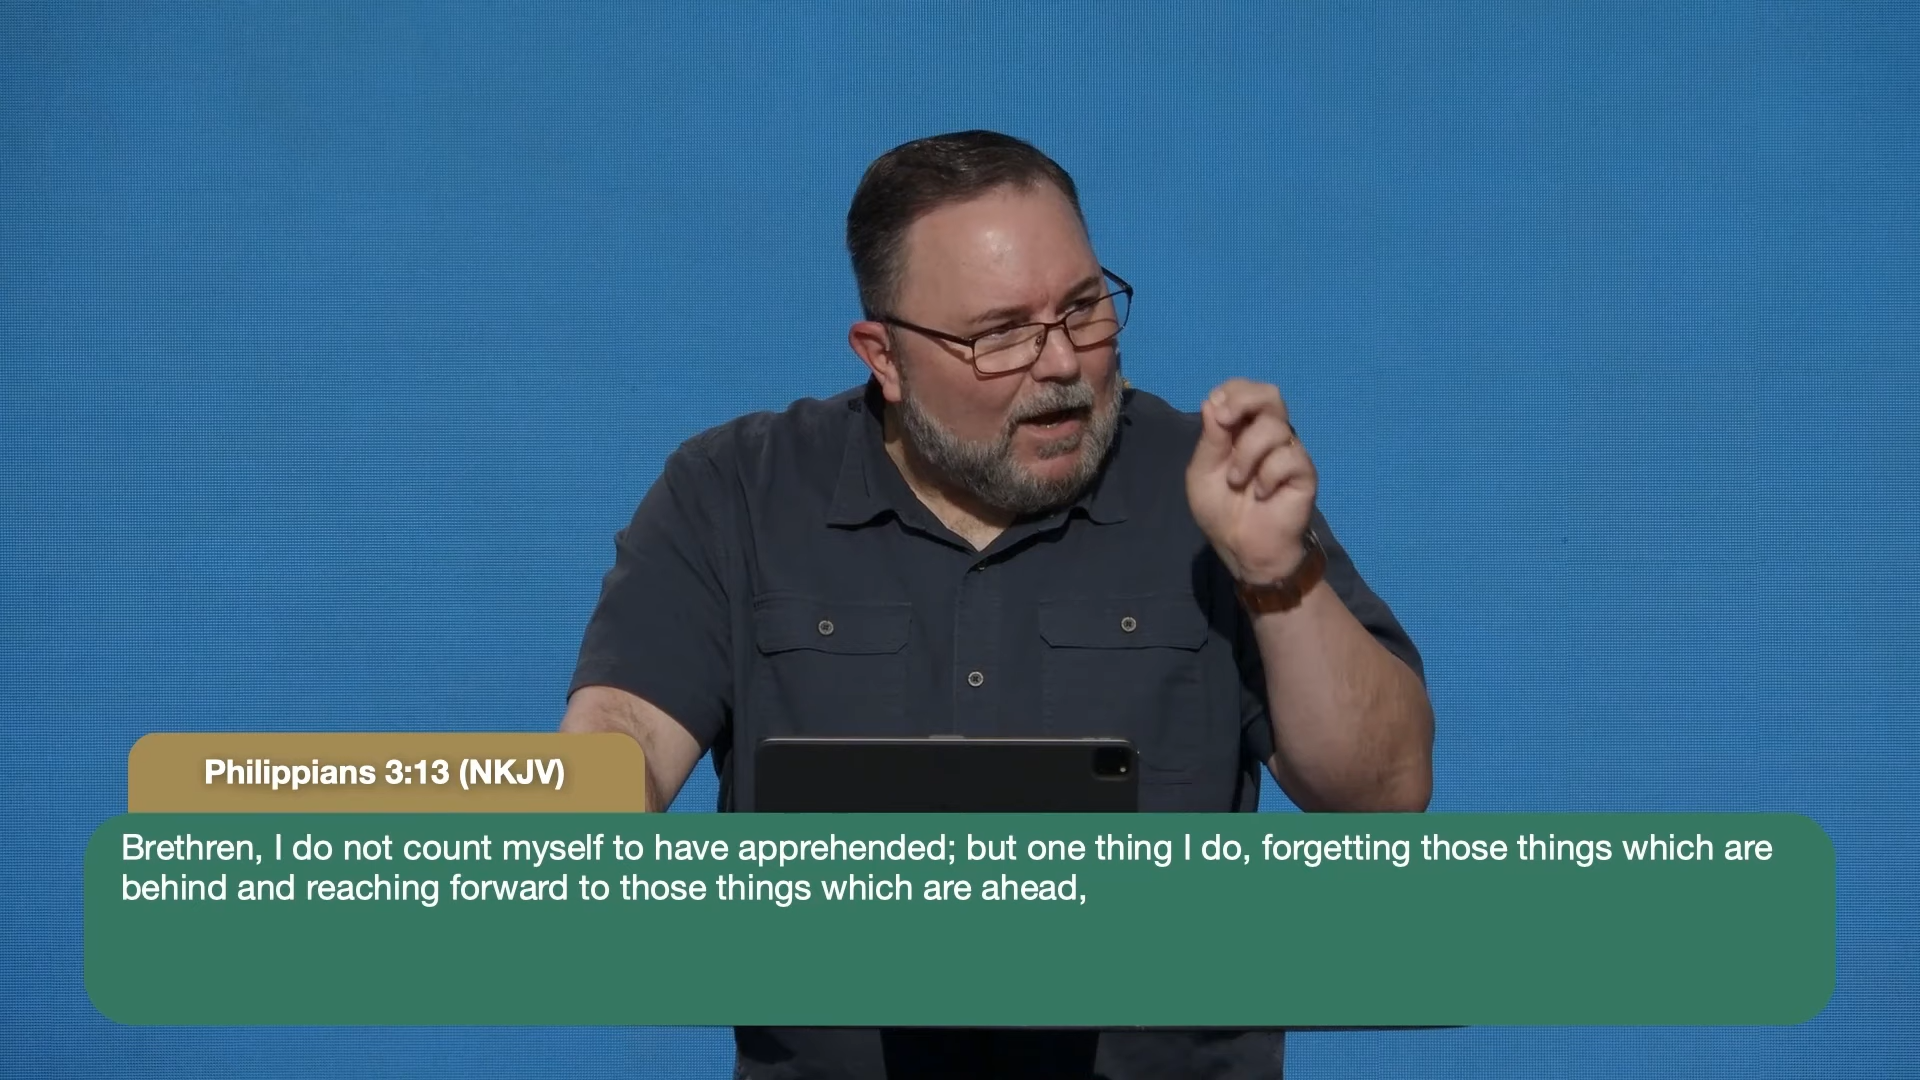 Philippians 3:13 (NKJV)
Brethren, I do not count myself to have apprehended; but one thing I do, forgetting those things which are
behind and reaching forward to those things which are ahead,